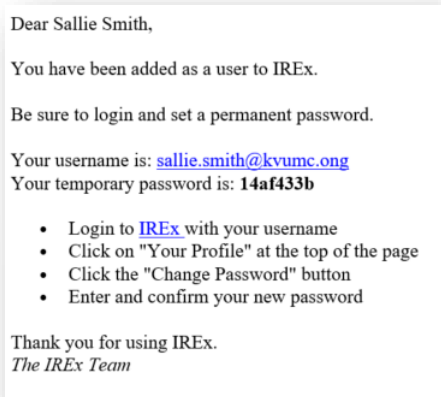 Dear Sallie Smith,
You have been added as a user to IREx.
Be sure to login and set a permanent password.
Your username is: sallie.smith@kvumc.ong
Your temporary password is: 14af433b
• Login to IREx with your username
• Click on "Your Profile" at the top of the page
• Click the "Change Password" button
• Enter and confirm your new password
Thank you for using IREx.
The IREx Team